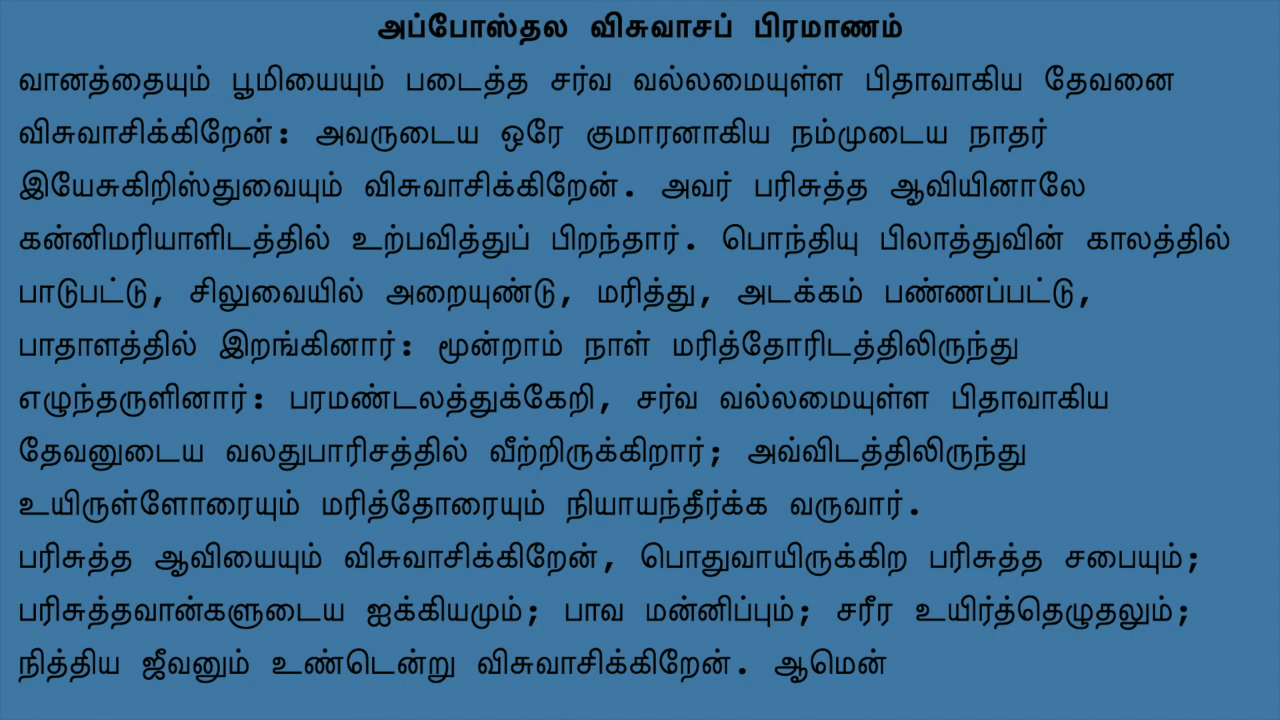 அப்போஸ்தல விசுவாசப் பிரமாணம்
வானத்தையும் பூமியையும் படைத்த சர்வ வல்லமையுள்ள பிதாவாகிய தேவனை
விசுவாசிக்கிறேன்: அவருடைய ஒரே குமாரனாகிய நம்முடைய நாதர்
இயேசுகிறிஸ்துவையும் விசுவாசிக்கிறேன். அவர் பரிசுத்த ஆவியினாலே
கன்னிமரியாளிடத்தில் உற்பவித்துப் பிறந்தார். பொந்தியு பிலாத்துவின் காலத்தில்
பாடுபட்டு, சிலுவையில் அறையுண்டு, மரித்து, அடக்கம் பண்ணப்பட்டு,
பாதாளத்தில் இறங்கினார்: மூன்றாம் நாள் மரித்தோரிடத்திலிருந்து
எழுந்தருளினார்: பரமண்டலத்துக்கேறி, சர்வ வல்லமையுள்ள பிதாவாகிய
தேவனுடைய வலதுபாரிசத்தில் வீற்றிருக்கிறார்; அவ்விடத்திலிருந்து
உயிருள்ளோரையும் மரித்தோரையும் நியாயந்தீர்க்க வருவார்.
பரிசுத்த ஆவியையும் விசுவாசிக்கிறேன், பொதுவாயிருக்கிற பரிசுத்த சபையும்;
பரிசுத்தவான்களுடைய ஐக்கியமும்; பாவ மன்னிப்பும்; சரீர உயிர்த்தெழுதலும்;
நித்திய ஜீவனும் உண்டென்று விசுவாசிக்கிறேன். ஆமென்